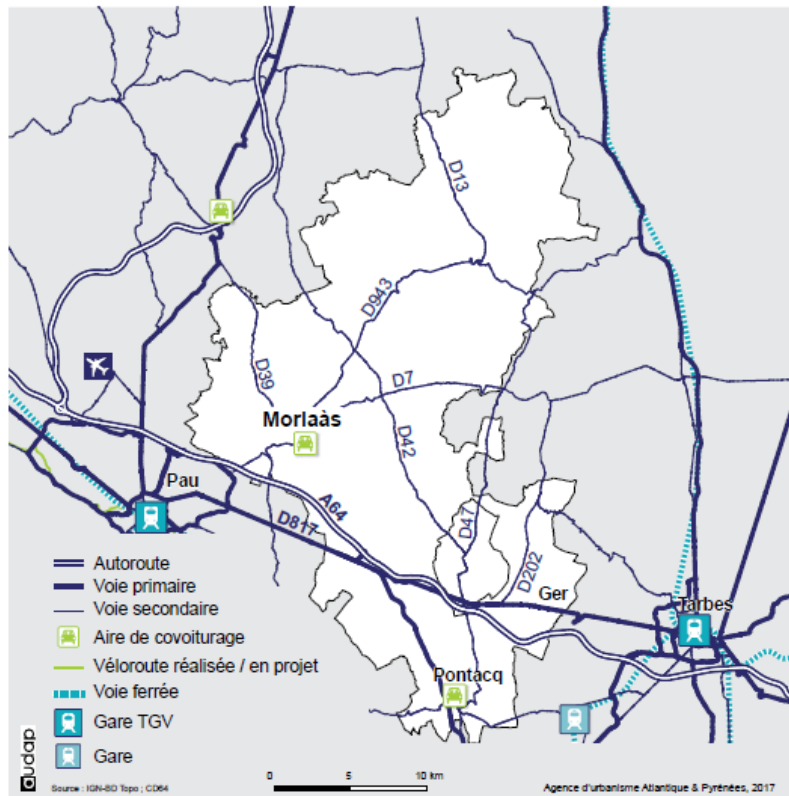 D13
D943
D39
D7
Morlaàs
D42
Pau
A64
D817
D47
D202
Ger
Tarbes
Pontacq
Autoroute
Voie primaire
Voie secondaire
Aire de covoiturage
Véloroute réalisée / en projet
Voie ferrée
Gare TGV
Gare
audap
Source : IGN-BD Topo ; CD64
0 5 10 km
Agence d'urbanisme Atlantique & Pyrénées, 2017